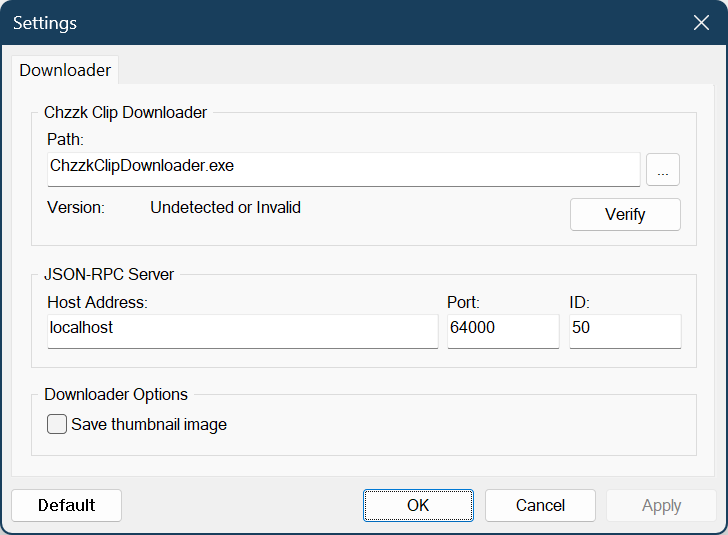 Settings
Downloader
Chzzk Clip Downloader
Path:
ChzzkClipDownloader.exe
...
Version: Undetected or Invalid
Verify
JSON-RPC Server
Host Address: Port: ID:
localhost 64000 50
Downloader Options
Save thumbnail image
Default OK Cancel Apply